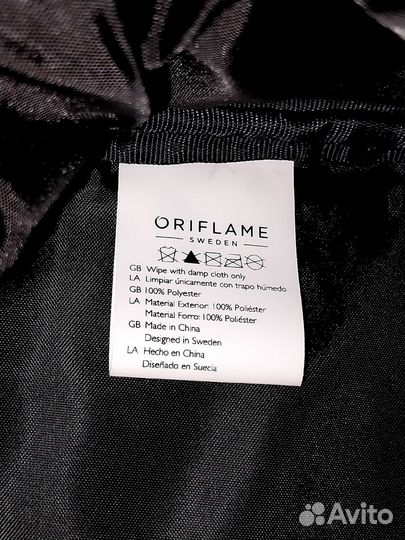 ORIFLAME
SWEDEN
GB Wipe with damp cloth only
LA Limpiar únicamente con trapo húmedo
GB 100% Polyester
LA Material Exterior: 100% Poliéster
Material Forro: 100% Poliéster
GB Made in China
Designed in Sweden
LA Hecho en China
Diseñado en Suecia
Avito